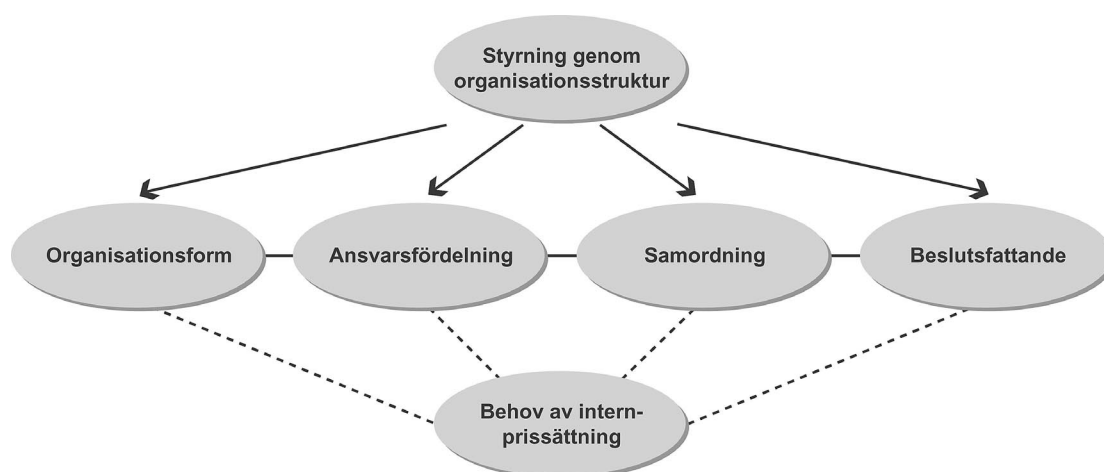 Styrning genom
organisationsstruktur
Organisationsform
Ansvarsfördelning
Samordning
Beslutsfattande
Behov av intern-
prissättning